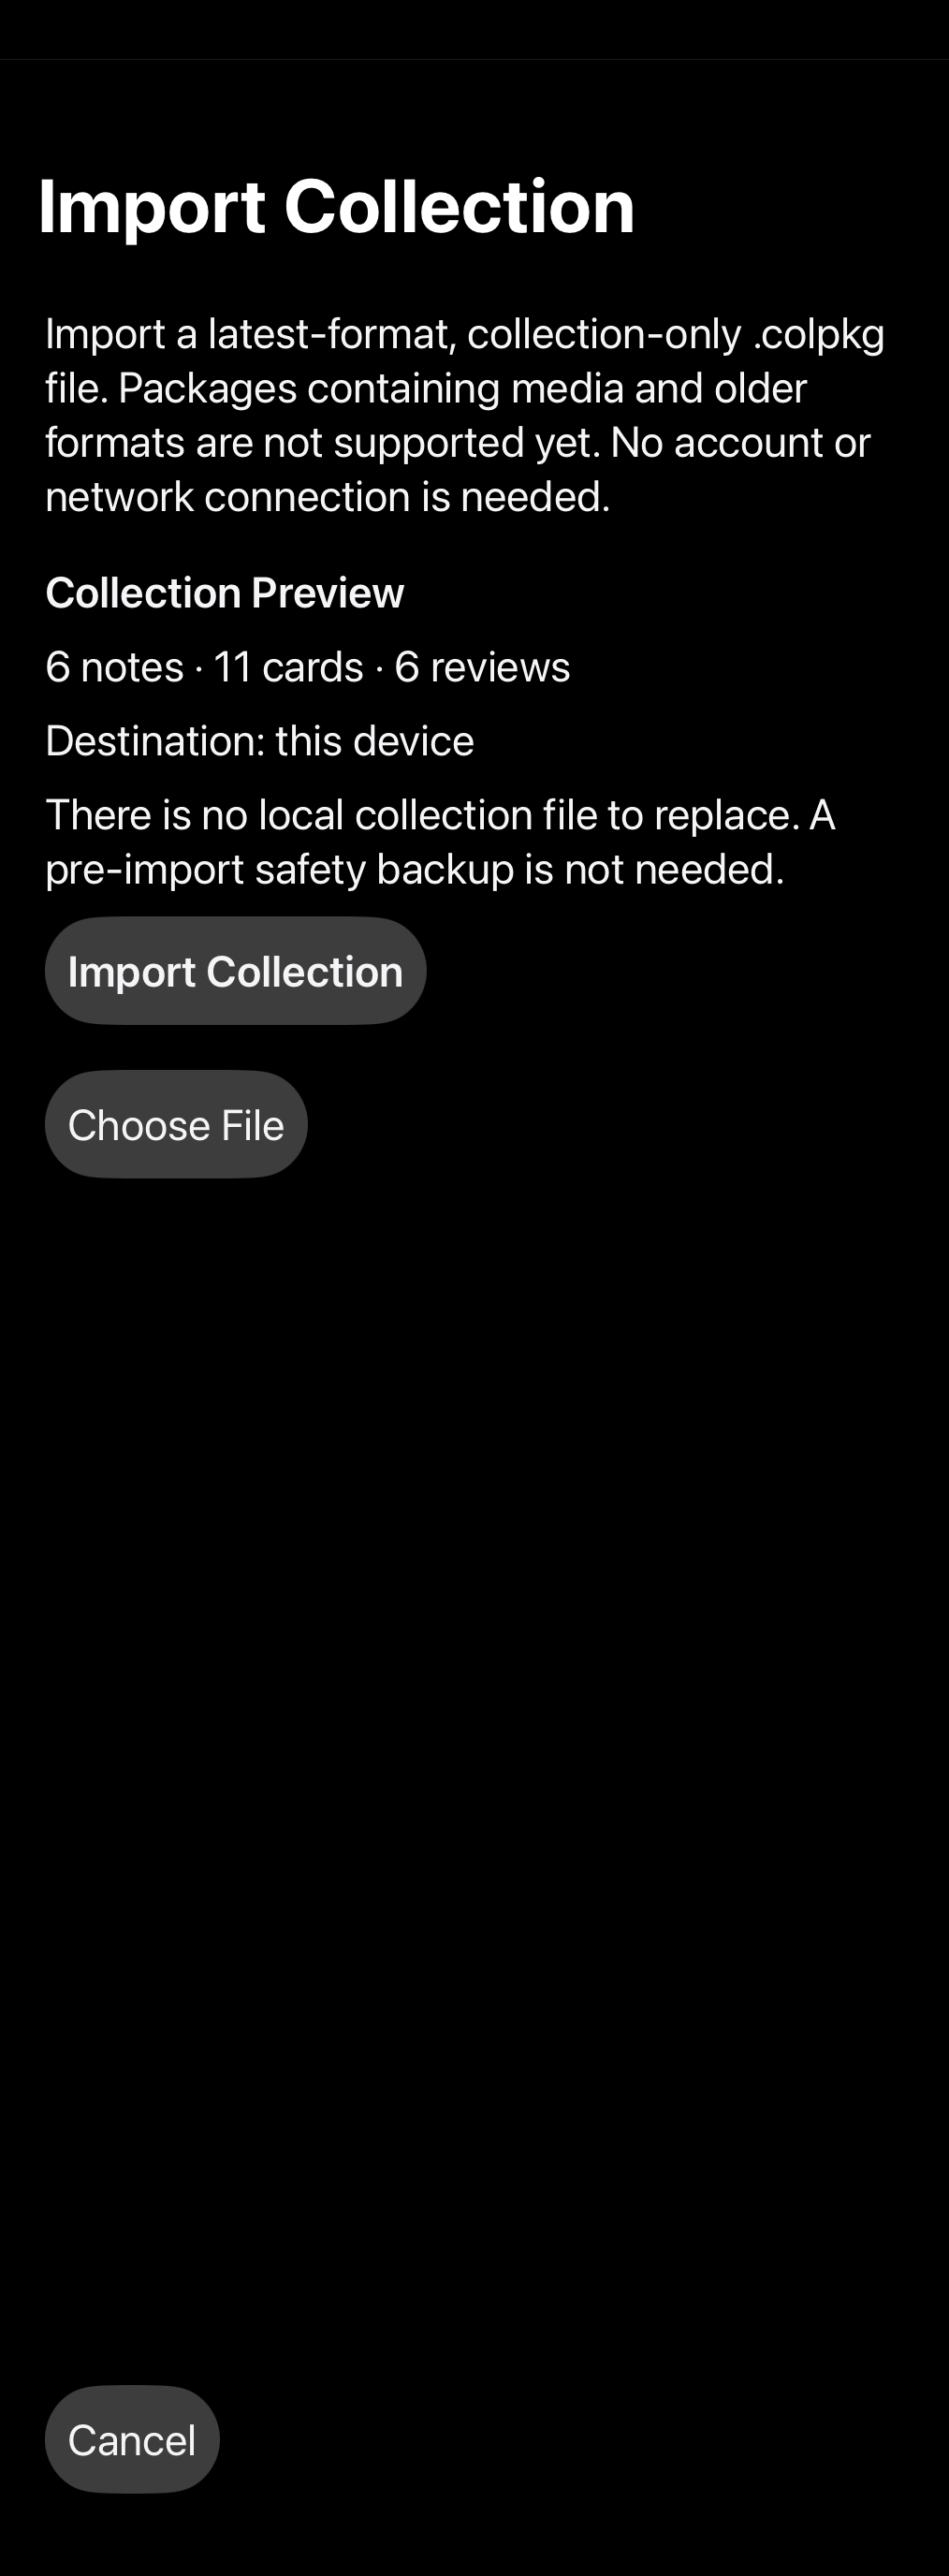 Import Collection
Import a latest-format, collection-only .colpkg
file. Packages containing media and older
formats are not supported yet. No account or
network connection is needed.
Collection Preview
6 notes · 11 cards · 6 reviews
Destination: this device
There is no local collection file to replace. A
pre-import safety backup is not needed.
Import Collection
Choose File
Cancel